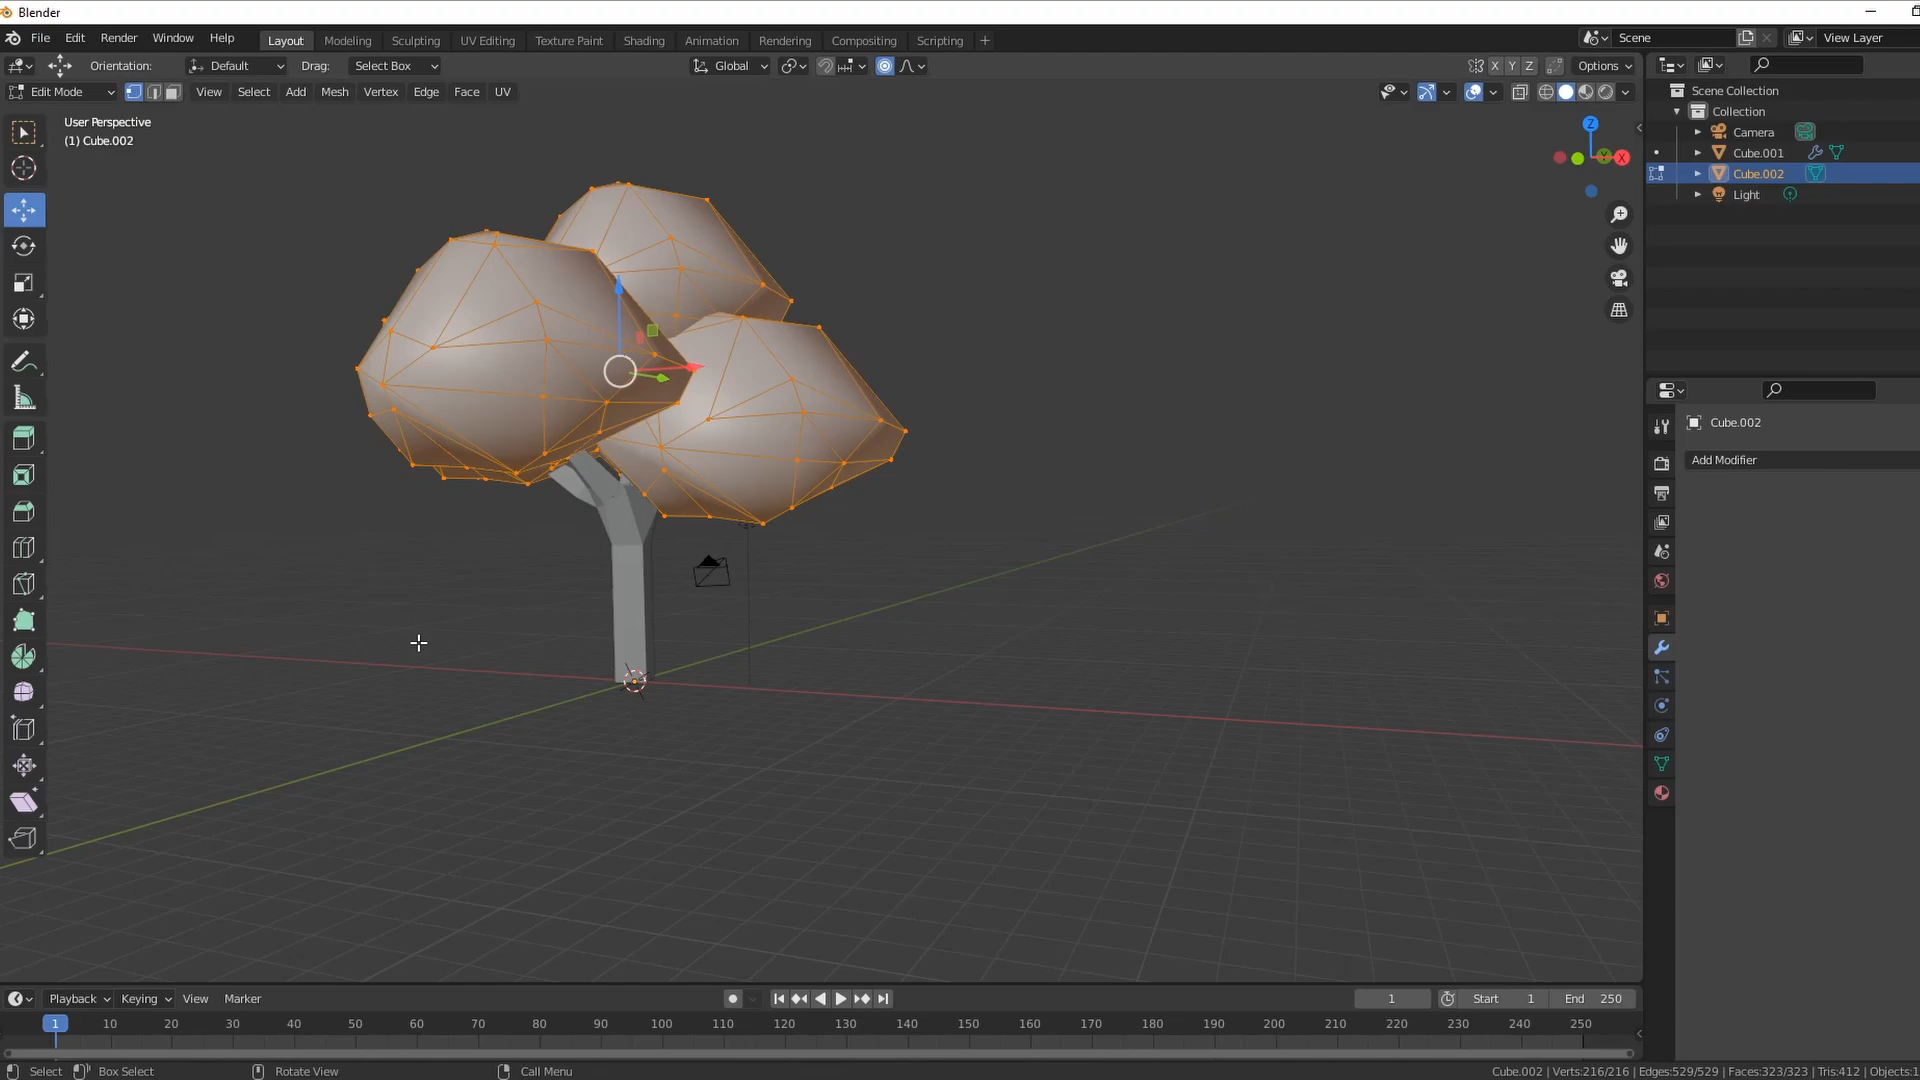 Blender
File Edit Render Window Help Layout Modeling Sculpting UV Editing Texture Paint Shading Animation Rendering Compositing Scripting + Scene View Layer
Orientation: Default Drag: Select Box Global X Y Z Options
Edit Mode View Select Add Mesh Vertex Edge Face UV
User Perspective
(1) Cube.002
Z
Y
X
Scene Collection
Collection
Camera
Cube.001
Cube.002
Light
Cube.002
Add Modifier
Playback Keying View Marker 1 Start 1 End 250
1 10 20 30 40 50 60 70 80 90 100 110 120 130 140 150 160 170 180 190 200 210 220 230 240 250
Select Box Select Rotate View Call Menu Cube.002 | Verts:216/216 | Edges:529/529 | Faces:323/323 | Tris:412 | Objects:1